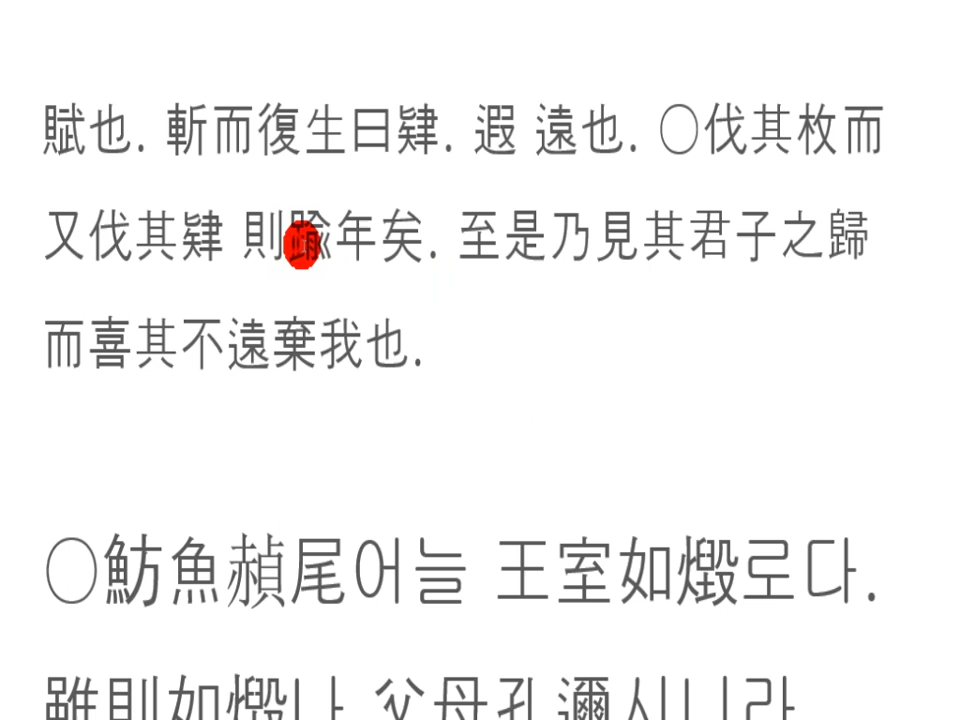 賦也. 斬而復生曰肄. 遐 遠也. ○伐其枚而
又伐其肄 則踰年矣. 至是乃見其君子之歸
而喜其不遠棄我也.
○魴魚赬尾어늘 王室如燬로다.
雖則如燬나 父母孔邇시니라